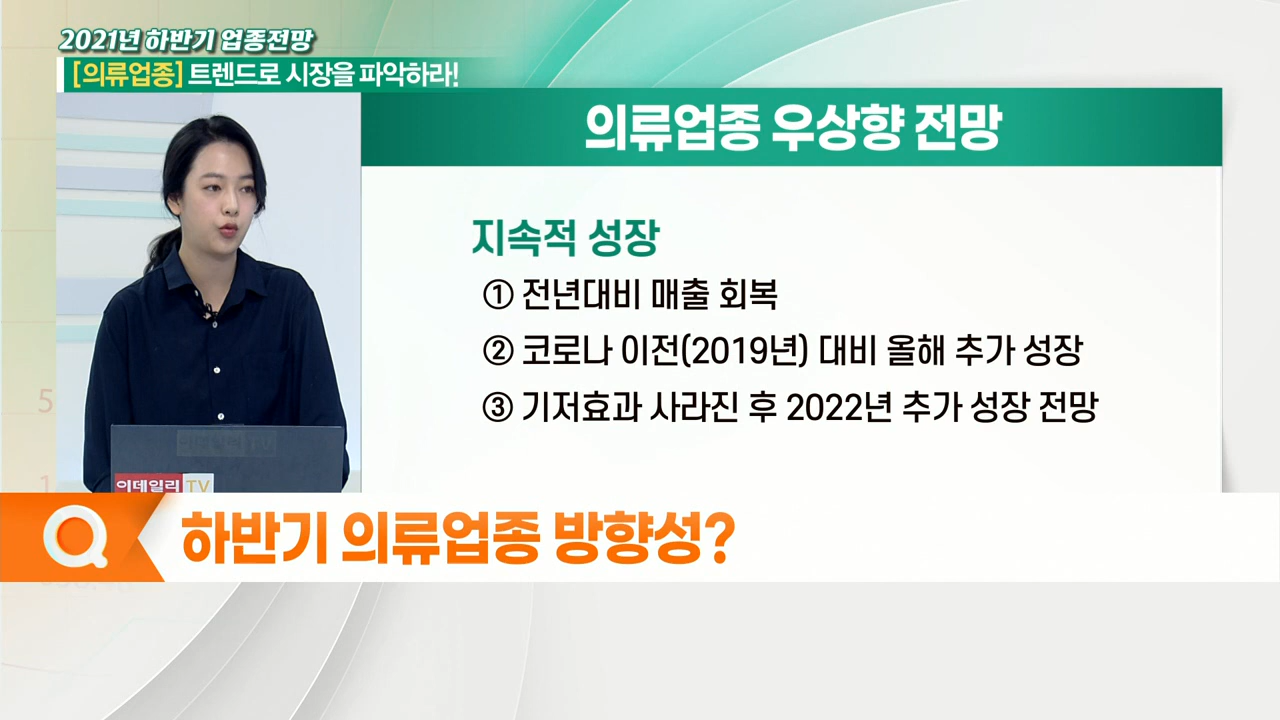 2021년 하반기 업종전망
[의류업종] 트렌드로 시장을 파악하라!
의류업종 우상향 전망
지속적 성장
① 전년대비 매출 회복
② 코로나 이전(2019년) 대비 올해 추가 성장
③ 기저효과 사라진 후 2022년 추가 성장 전망
5
1
이데일리 TV
Q 하반기 의류업종 방향성?